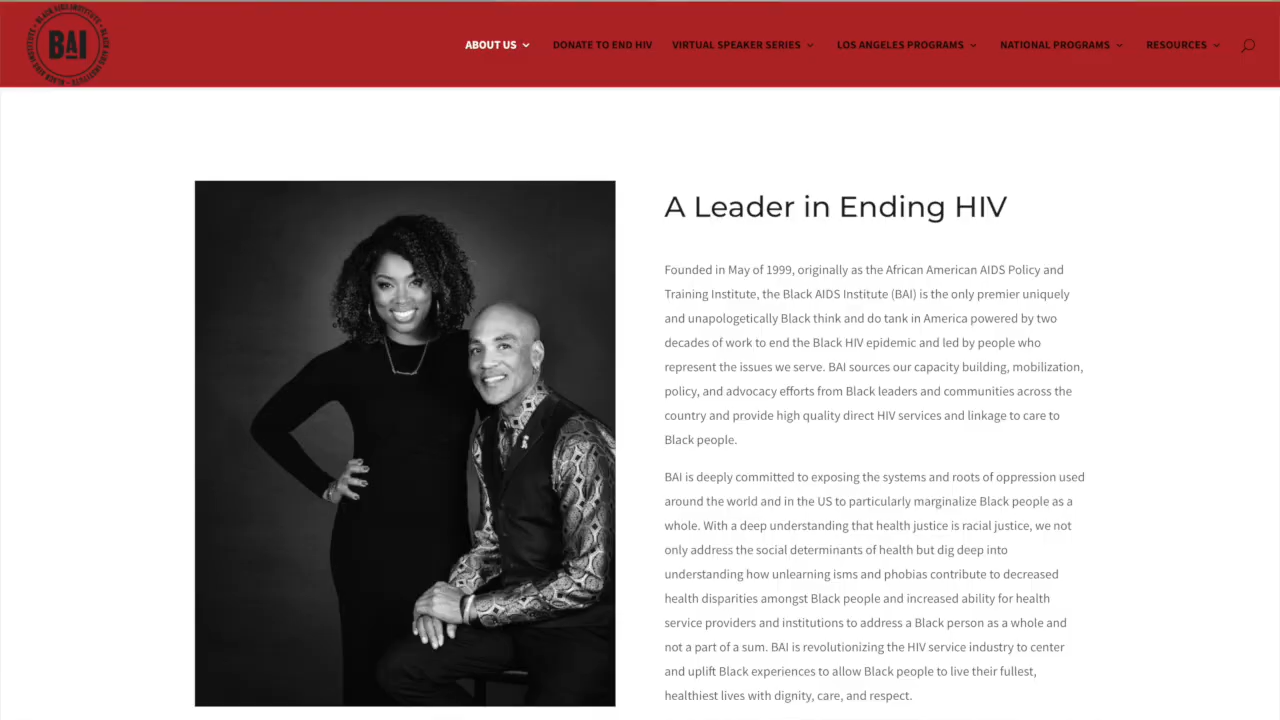 BLACK AIDS INSTITUTE • BLACK AIDS INSTITUTE • BLACK AIDS INSTITUTE •
BAI
ABOUT US
DONATE TO END HIV
VIRTUAL SPEAKER SERIES
LOS ANGELES PROGRAMS
NATIONAL PROGRAMS
RESOURCES
A Leader in Ending HIV
Founded in May of 1999, originally as the African American AIDS Policy and
Training Institute, the Black AIDS Institute (BAI) is the only premier uniquely
and unapologetically Black think and do tank in America powered by two
decades of work to end the Black HIV epidemic and led by people who
represent the issues we serve. BAI sources our capacity building, mobilization,
policy, and advocacy efforts from Black leaders and communities across the
country and provide high quality direct HIV services and linkage to care to
Black people.
BAI is deeply committed to exposing the systems and roots of oppression used
around the world and in the US to particularly marginalize Black people as a
whole. With a deep understanding that health justice is racial justice, we not
only address the social determinants of health but dig deep into
understanding how unlearning isms and phobias contribute to decreased
health disparities amongst Black people and increased ability for health
service providers and institutions to address a Black person as a whole and
not a part of a sum. BAI is revolutionizing the HIV service industry to center
and uplift Black experiences to allow Black people to live their fullest,
healthiest lives with dignity, care, and respect.